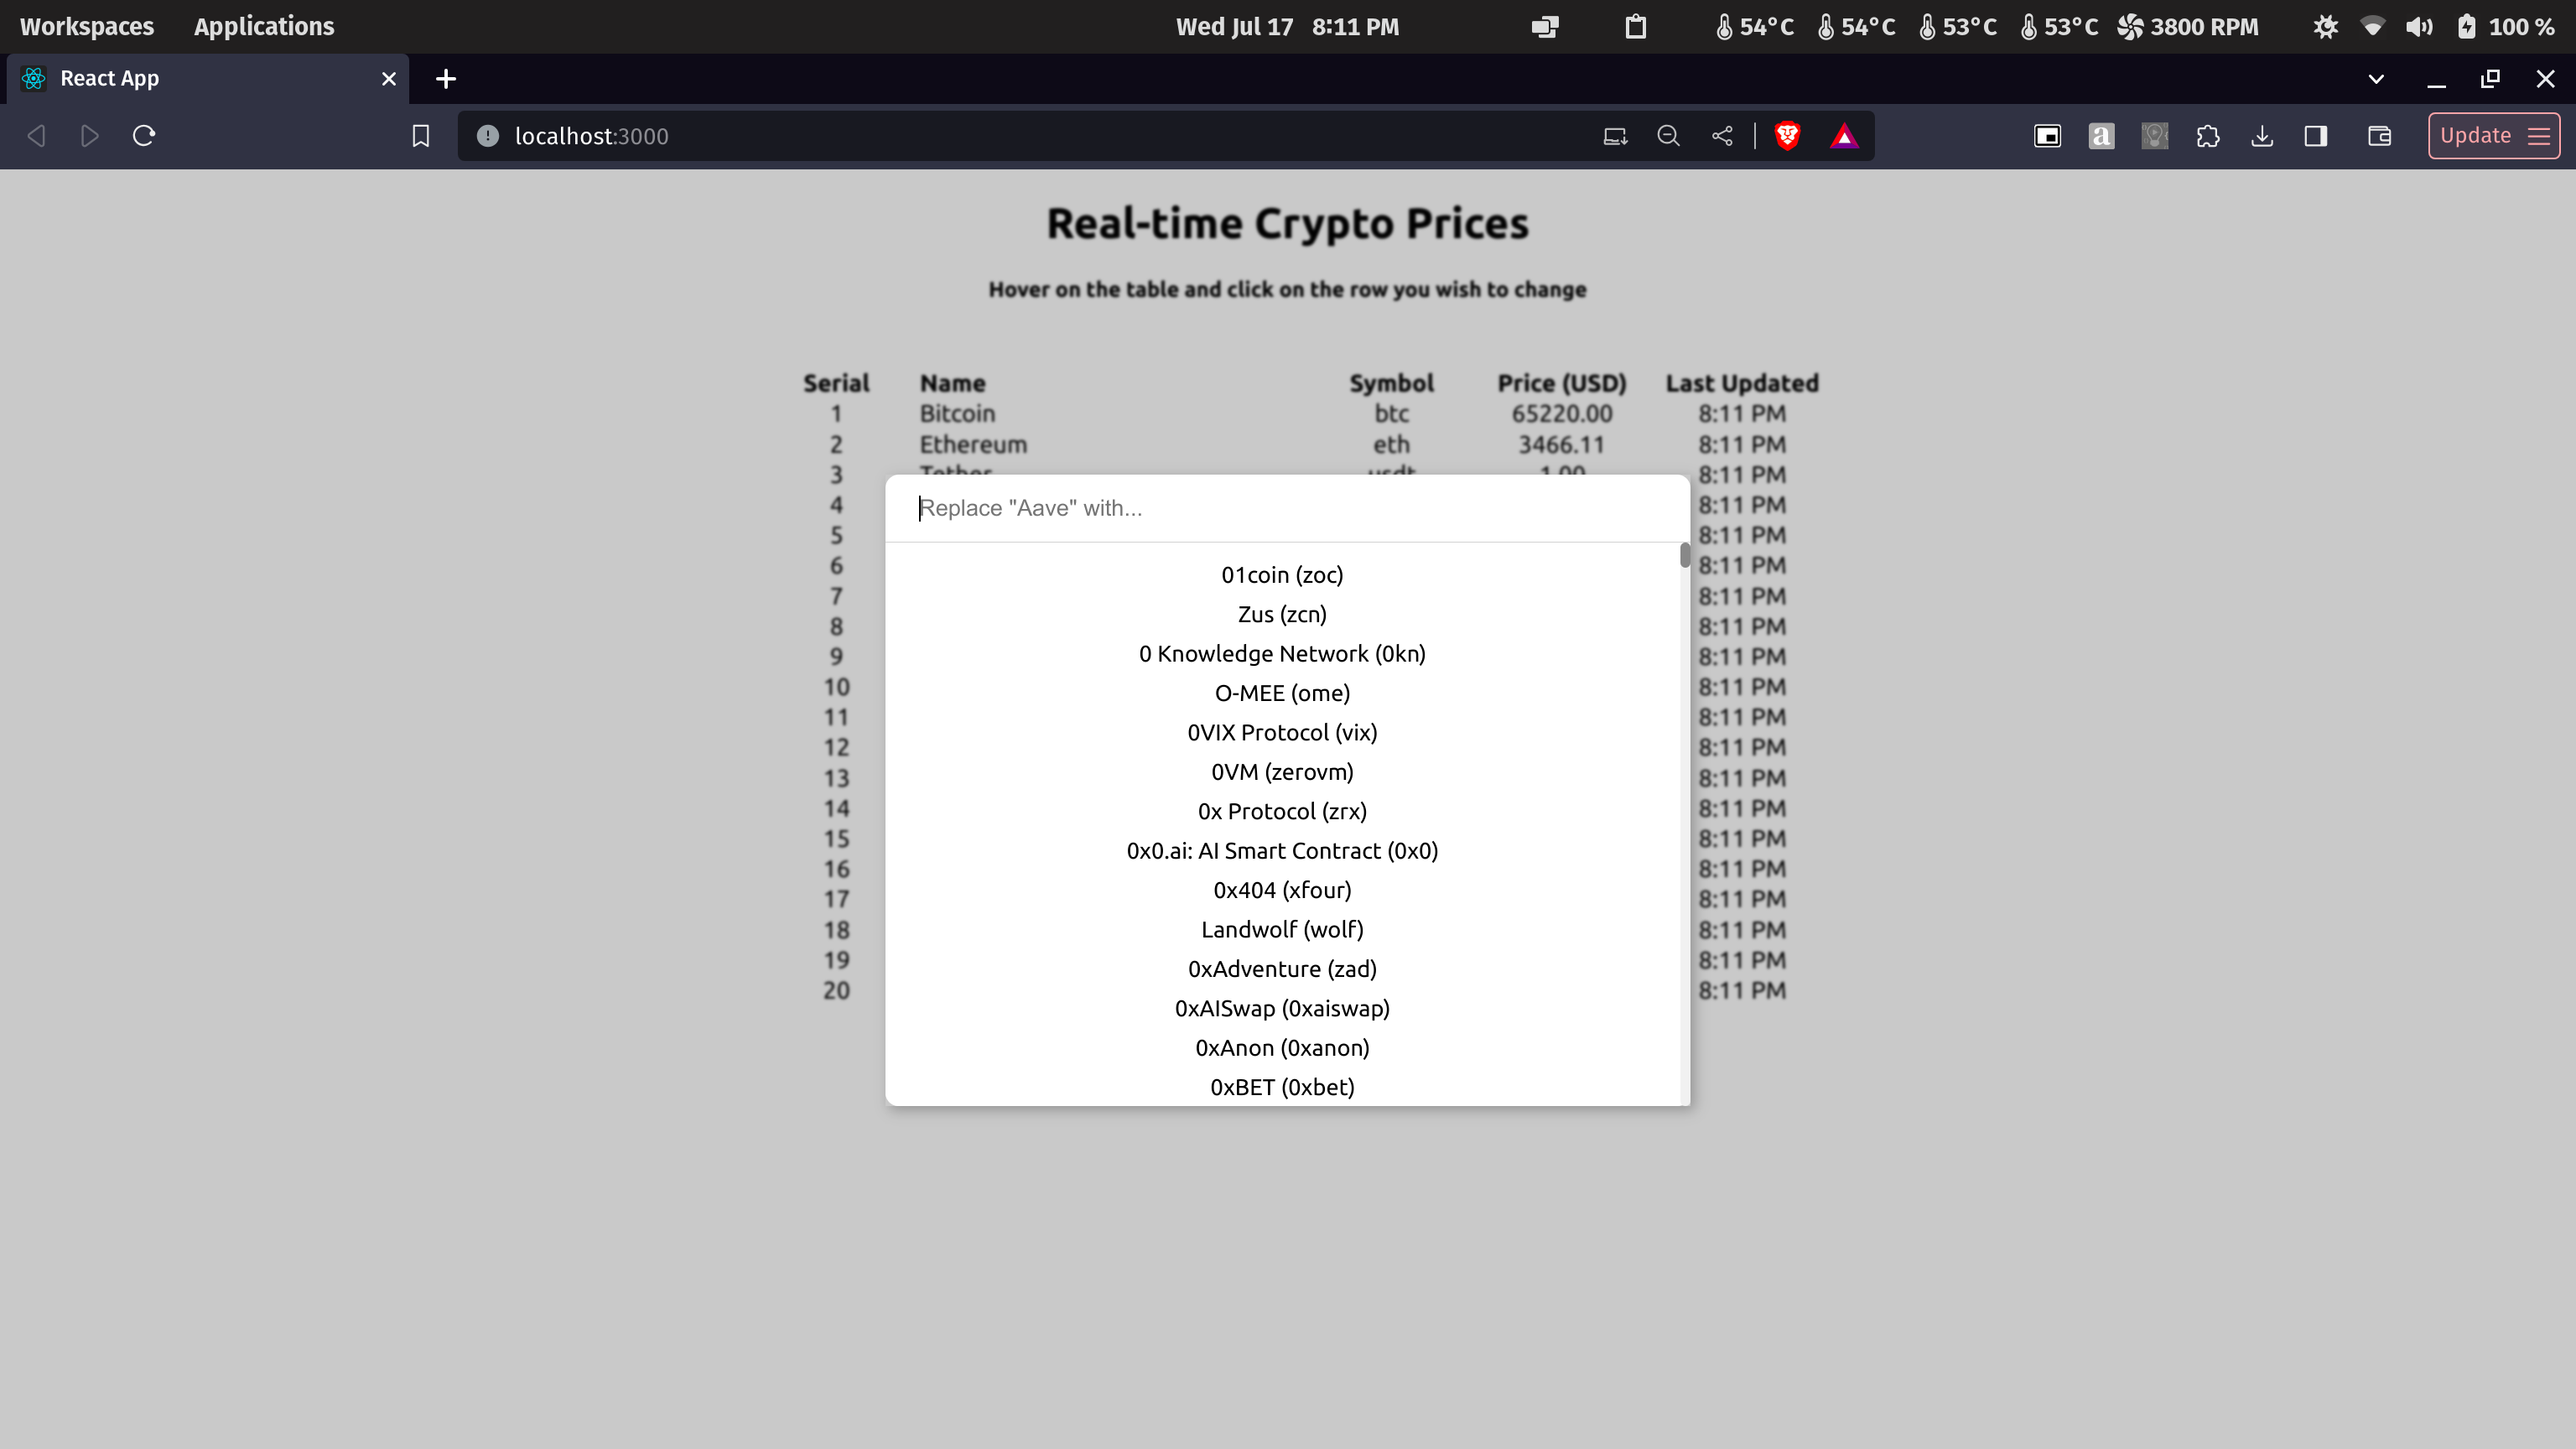 Workspaces Applications Wed Jul 17 8:11 PM 54°C 54°C 53°C 53°C 3800 RPM 100 %
React App
localhost:3000 a Update
Real-time Crypto Prices
Hover on the table and click on the row you wish to change
Serial Name Symbol Price (USD) Last Updated
1 Bitcoin btc 65220.00 8:11 PM
2 Ethereum eth 3466.11 8:11 PM
3 Tether usdt 1.00 8:11 PM
4 8:11 PM
5 8:11 PM
6 8:11 PM
7 8:11 PM
8 8:11 PM
9 8:11 PM
10 8:11 PM
11 8:11 PM
12 8:11 PM
13 8:11 PM
14 8:11 PM
15 8:11 PM
16 8:11 PM
17 8:11 PM
18 8:11 PM
19 8:11 PM
20 8:11 PM
Replace "Aave" with...
01coin (zoc)
Zus (zcn)
0 Knowledge Network (0kn)
O-MEE (ome)
0VIX Protocol (vix)
0VM (zerovm)
0x Protocol (zrx)
0x0.ai: AI Smart Contract (0x0)
0x404 (xfour)
Landwolf (wolf)
0xAdventure (zad)
0xAISwap (0xaiswap)
0xAnon (0xanon)
0xBET (0xbet)